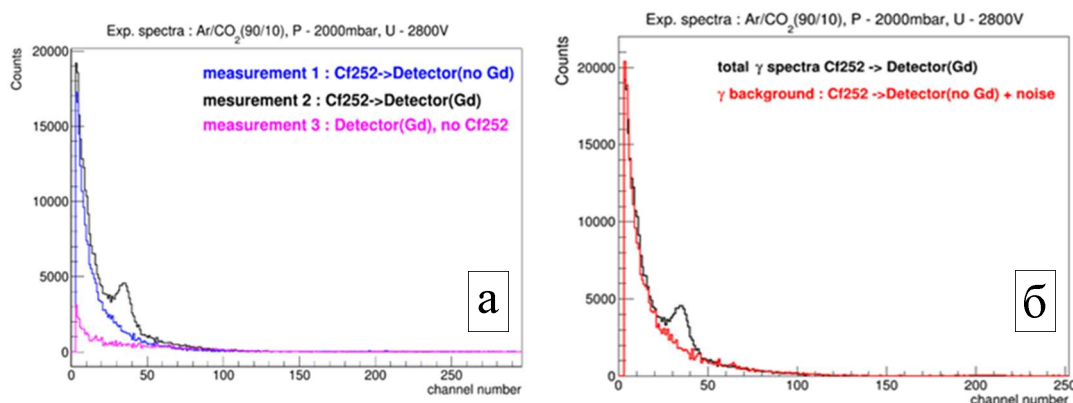 Exp. spectra : Ar/CO2(90/10), P - 2000mbar, U - 2800V
Counts
20000
15000
10000
5000
0
measurement 1 : Cf252->Detector(no Gd)
mesurement 2 : Cf252->Detector(Gd)
measurement 3 : Detector(Gd), no Cf252
а
0 50 100 150 200 250
channel number
Exp. spectra : Ar/CO2(90/10), P - 2000mbar, U - 2800V
Counts
20000
15000
10000
5000
0
total γ spectra Cf252 -> Detector(Gd)
γ background : Cf252 ->Detector(no Gd) + noise
б
0 50 100 150 200 250
channel number